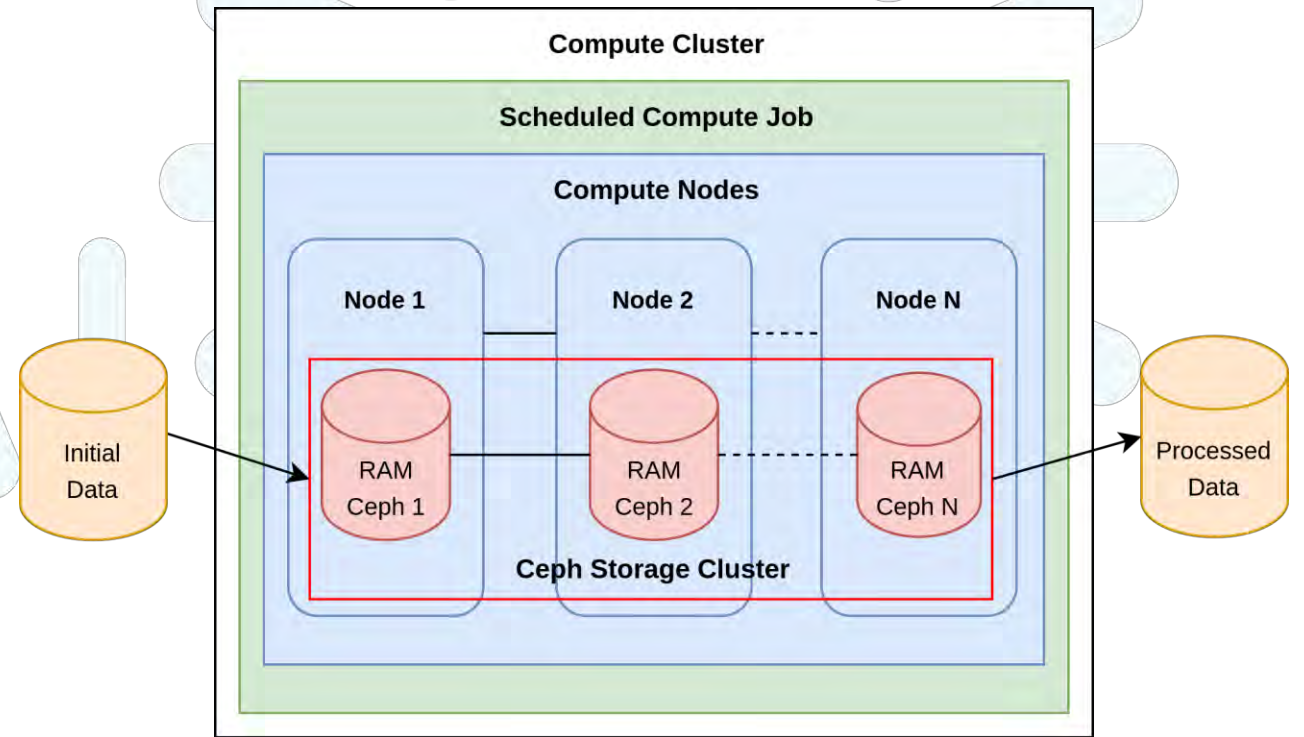 Compute Cluster
Scheduled Compute Job
Compute Nodes
Node 1
Node 2
Node N
Initial
Data
RAM
Ceph 1
RAM
Ceph 2
RAM
Ceph N
Processed
Data
Ceph Storage Cluster